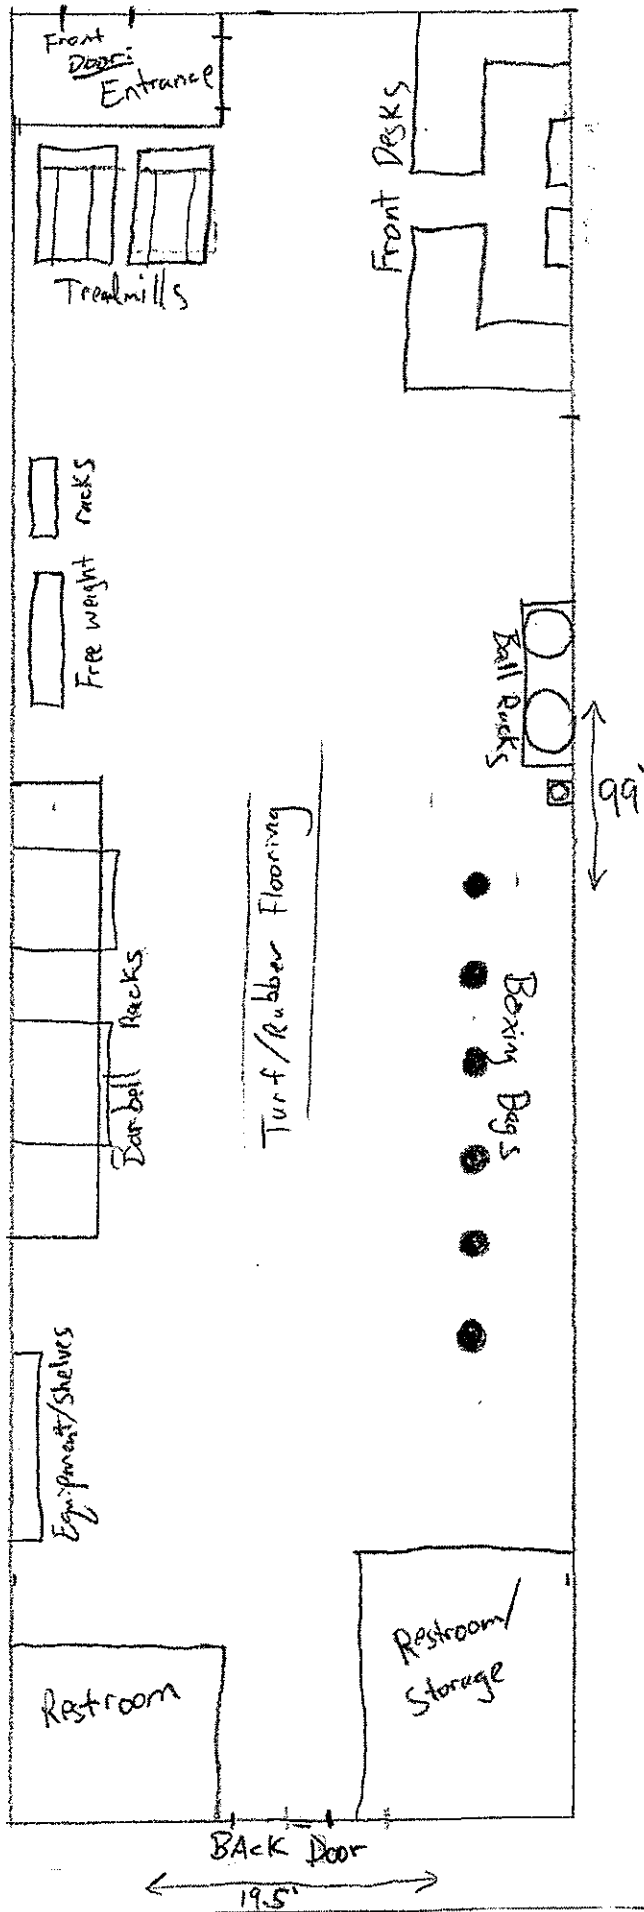 Front
Door:
Entrance
Front Desks
Treadmills
racks
Free weight
Ball Racks
99'
Turf/Rubber Flooring
Boxing Bags
Dumbell Racks
Equipment/Shelves
Restroom
Restroom/
Storage
BACK Door
19.5'